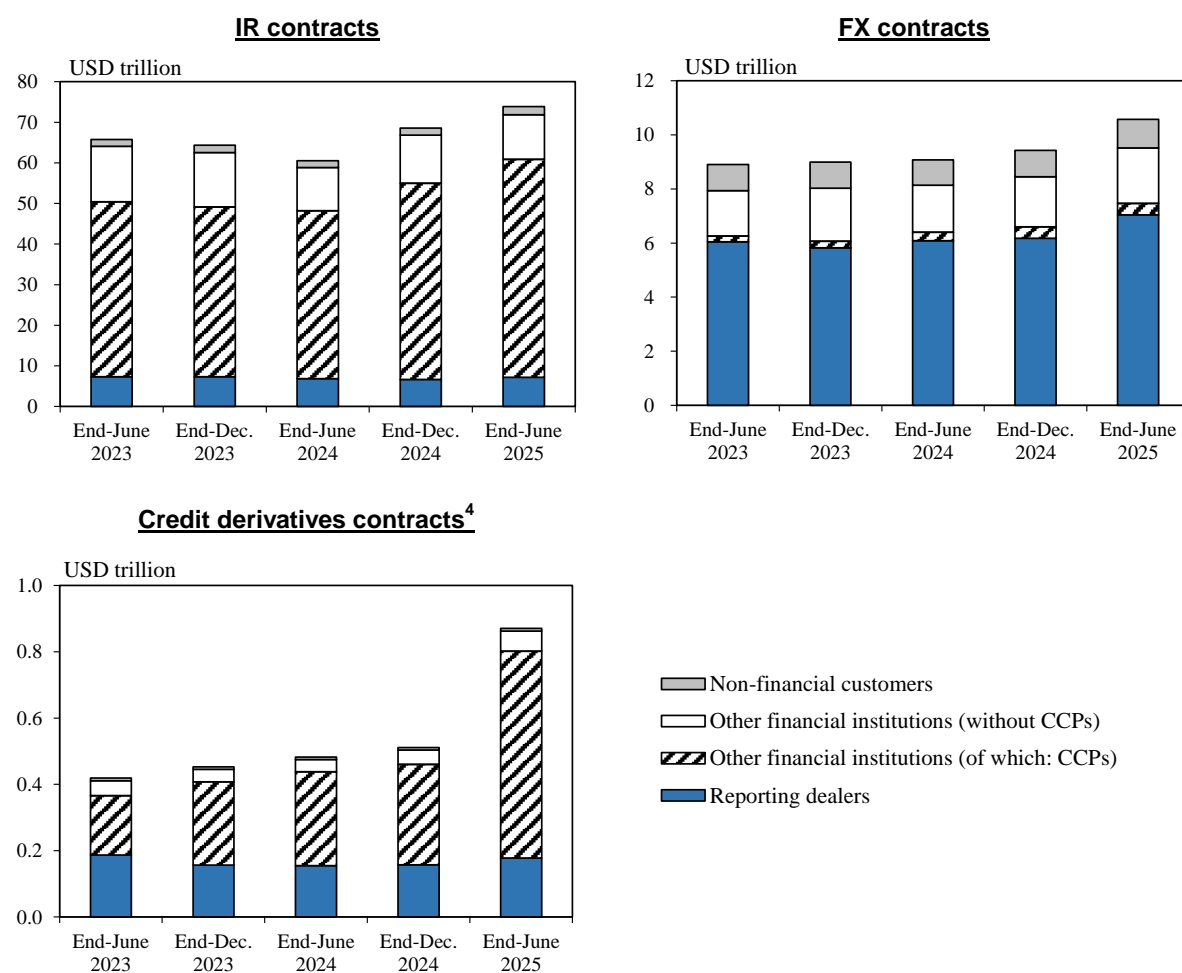 IR contracts
USD trillion
80
70
60
50
40
30
20
10
0
End-June End-Dec. End-June End-Dec. End-June
2023 2023 2024 2024 2025
FX contracts
USD trillion
12
10
8
6
4
2
0
End-June End-Dec. End-June End-Dec. End-June
2023 2023 2024 2024 2025
Credit derivatives contracts4
USD trillion
1.0
0.8
0.6
0.4
0.2
0.0
End-June End-Dec. End-June End-Dec. End-June
2023 2023 2024 2024 2025
Non-financial customers
Other financial institutions (without CCPs)
Other financial institutions (of which: CCPs)
Reporting dealers